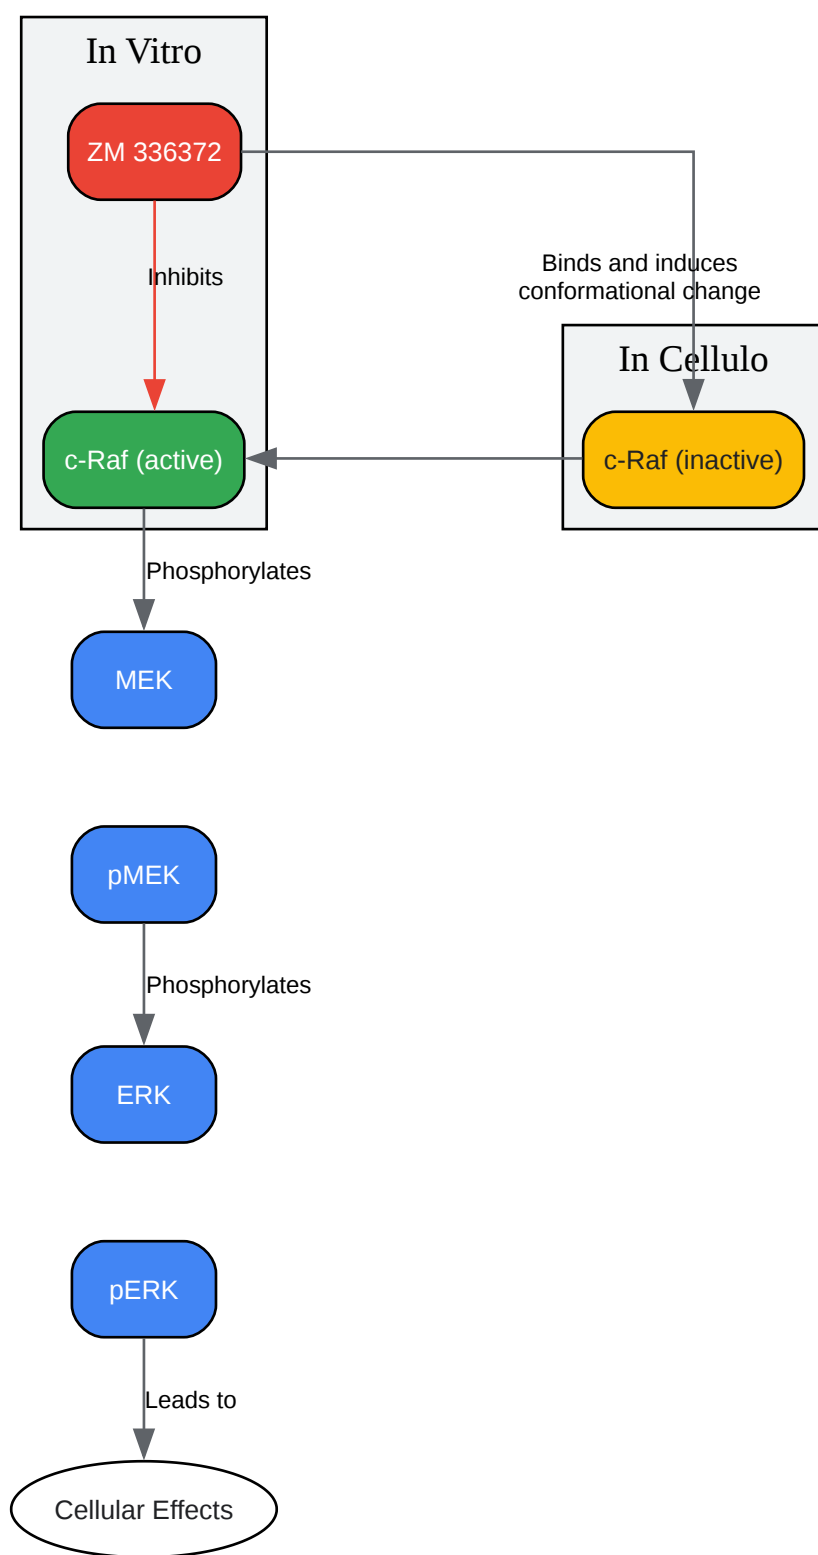 In Vitro
ZM 336372
Inhibits
Binds and induces
conformational change
In Cellulo
c-Raf (active)
c-Raf (inactive)
Phosphorylates
MEK
pMEK
Phosphorylates
ERK
pERK
Leads to
Cellular Effects